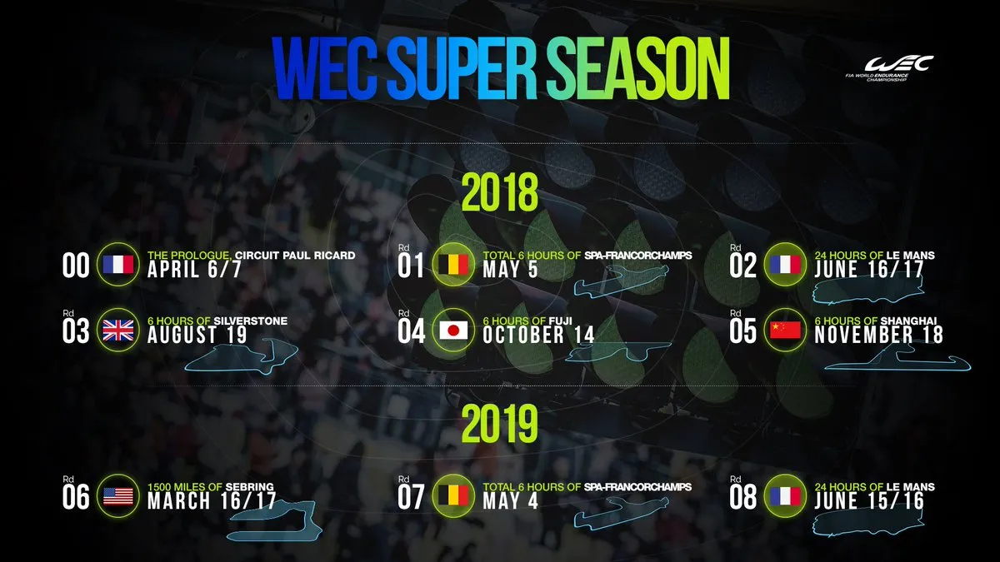 WEC SUPER SEASON
WEC
FIA WORLD ENDURANCE
CHAMPIONSHIP
2018
00
THE PROLOGUE, CIRCUIT PAUL RICARD
APRIL 6/7
Rd
01
TOTAL 6 HOURS OF SPA-FRANCORCHAMPS
MAY 5
Rd
02
24 HOURS OF LE MANS
JUNE 16/17
Rd
03
6 HOURS OF SILVERSTONE
AUGUST 19
Rd
04
6 HOURS OF FUJI
OCTOBER 14
Rd
05
6 HOURS OF SHANGHAI
NOVEMBER 18
2019
Rd
06
1500 MILES OF SEBRING
MARCH 16/17
Rd
07
TOTAL 6 HOURS OF SPA-FRANCORCHAMPS
MAY 4
Rd
08
24 HOURS OF LE MANS
JUNE 15/16